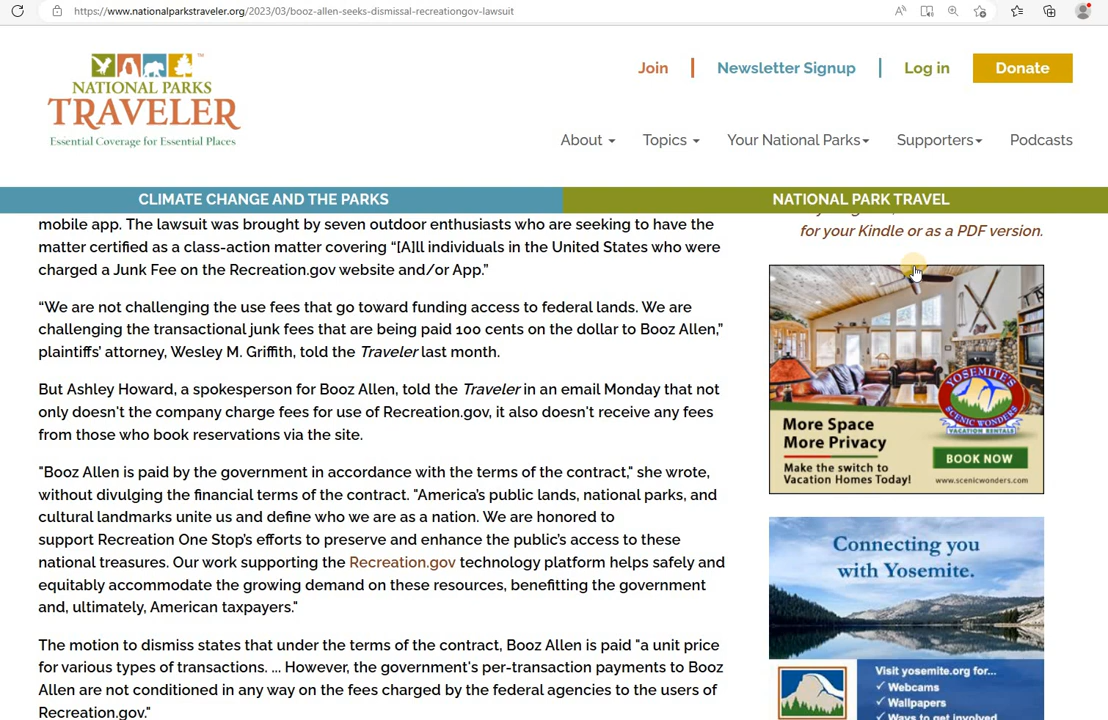 https://www.nationalparkstraveler.org/2023/03/booz-allen-seeks-dismissal-recreationgov-lawsuit
NATIONAL PARKS
TRAVELER
Essential Coverage for Essential Places
Join
Newsletter Signup
Log in
Donate
About
Topics
Your National Parks
Supporters
Podcasts
CLIMATE CHANGE AND THE PARKS
NATIONAL PARK TRAVEL
mobile app. The lawsuit was brought by seven outdoor enthusiasts who are seeking to have the
matter certified as a class-action matter covering “[A]ll individuals in the United States who were
charged a Junk Fee on the Recreation.gov website and/or App.”
“We are not challenging the use fees that go toward funding access to federal lands. We are
challenging the transactional junk fees that are being paid 100 cents on the dollar to Booz Allen,”
plaintiffs’ attorney, Wesley M. Griffith, told the Traveler last month.
But Ashley Howard, a spokesperson for Booz Allen, told the Traveler in an email Monday that not
only doesn't the company charge fees for use of Recreation.gov, it also doesn't receive any fees
from those who book reservations via the site.
"Booz Allen is paid by the government in accordance with the terms of the contract," she wrote,
without divulging the financial terms of the contract. "America’s public lands, national parks, and
cultural landmarks unite us and define who we are as a nation. We are honored to
support Recreation One Stop’s efforts to preserve and enhance the public’s access to these
national treasures. Our work supporting the Recreation.gov technology platform helps safely and
equitably accommodate the growing demand on these resources, benefitting the government
and, ultimately, American taxpayers."
The motion to dismiss states that under the terms of the contract, Booz Allen is paid "a unit price
for various types of transactions. ... However, the government's per-transaction payments to Booz
Allen are not conditioned in any way on the fees charged by the federal agencies to the users of
Recreation.gov."
for your Kindle or as a PDF version.
YOSEMITE'S
SCENIC WONDERS
VACATION RENTALS
More Space
More Privacy
Make the switch to
Vacation Homes Today!
BOOK NOW
www.scenicwonders.com
Connecting you
with Yosemite.
Visit yosemite.org for...
✓ Webcams
✓ Wallpapers
✓ Ways to get involved